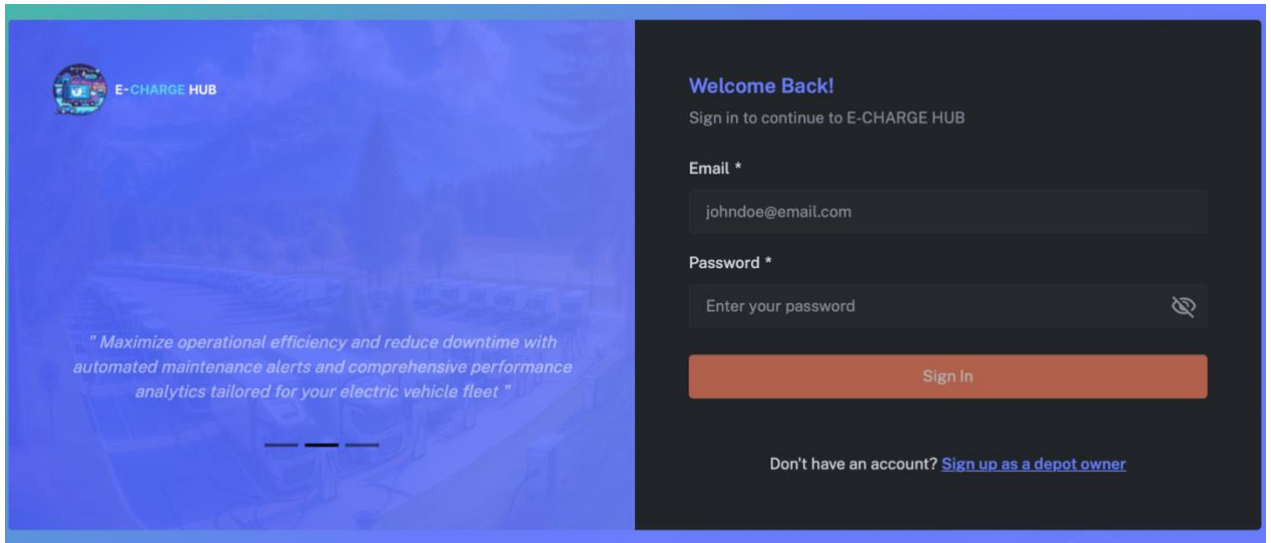 E-CHARGE HUB
" Maximize operational efficiency and reduce downtime with
automated maintenance alerts and comprehensive performance
analytics tailored for your electric vehicle fleet "
Welcome Back!
Sign in to continue to E-CHARGE HUB
Email *
johndoe@email.com
Password *
Enter your password
Sign In
Don't have an account? Sign up as a depot owner